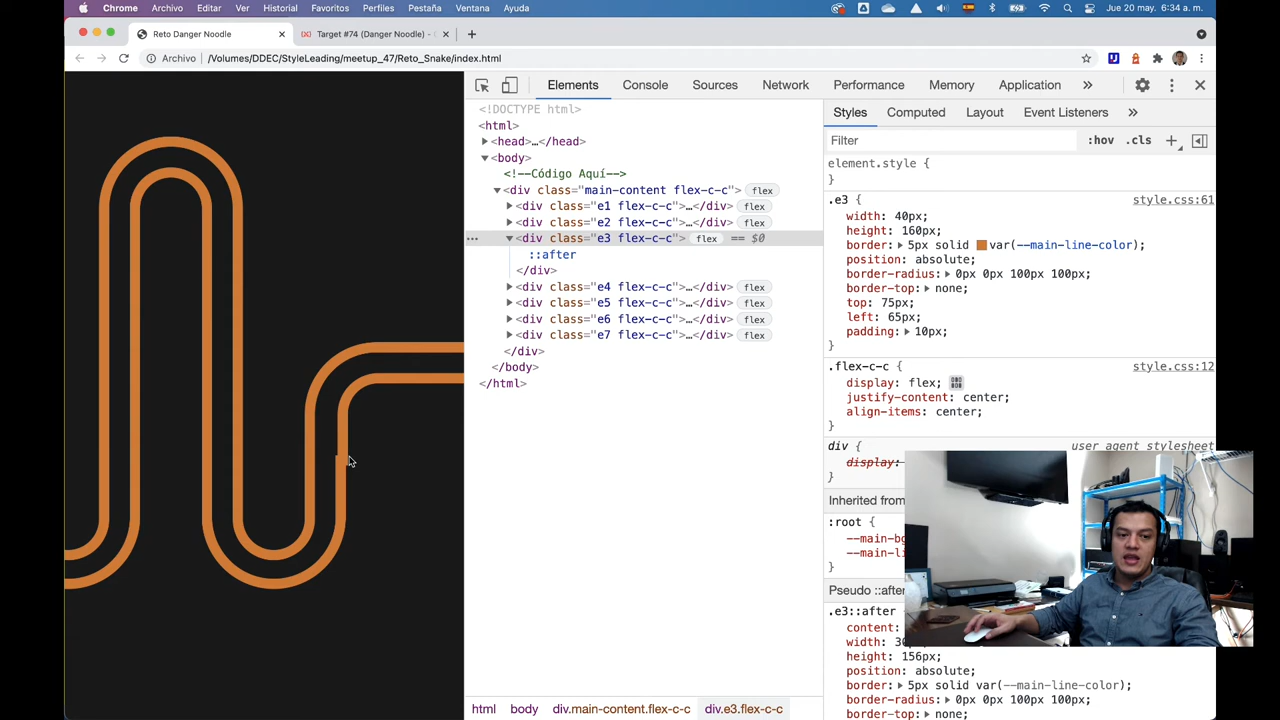 Chrome Archivo Editar Ver Historial Favoritos Perfiles Pestaña Ventana Ayuda Jue 20 may. 6:34 a. m.
Reto Danger Noodle
Target #74 (Danger Noodle) -
Archivo /Volumes/DDEC/StyleLeading/meetup_47/Reto_Snake/index.html
Elements Console Sources Network Performance Memory Application
<!DOCTYPE html>
<html>
<head>…</head>
<body>
<!--Código Aquí-->
<div class="main-content flex-c-c"> flex
<div class="e1 flex-c-c">…</div> flex
<div class="e2 flex-c-c">…</div> flex
<div class="e3 flex-c-c"> flex == $0
::after
</div>
<div class="e4 flex-c-c">…</div> flex
<div class="e5 flex-c-c">…</div> flex
<div class="e6 flex-c-c">…</div> flex
<div class="e7 flex-c-c">…</div> flex
</div>
</body>
</html>
html body div.main-content.flex-c-c div.e3.flex-c-c
Styles Computed Layout Event Listeners
Filter :hov .cls
element.style {
}
.e3 { style.css:61
width: 40px;
height: 160px;
border: 5px solid var(--main-line-color);
position: absolute;
border-radius: 0px 0px 100px 100px;
border-top: none;
top: 75px;
left: 65px;
padding: 10px;
}
.flex-c-c { style.css:12
display: flex;
justify-content: center;
align-items: center;
}
div { user agent stylesheet
display:
}
Inherited from
:root {
}
Pseudo ::after
.e3::after
content:
height: 156px;
position: absolute;
border: 5px solid var(--main-line-color);
border-radius: 0px 0px 100px 100px;
border-top: none;